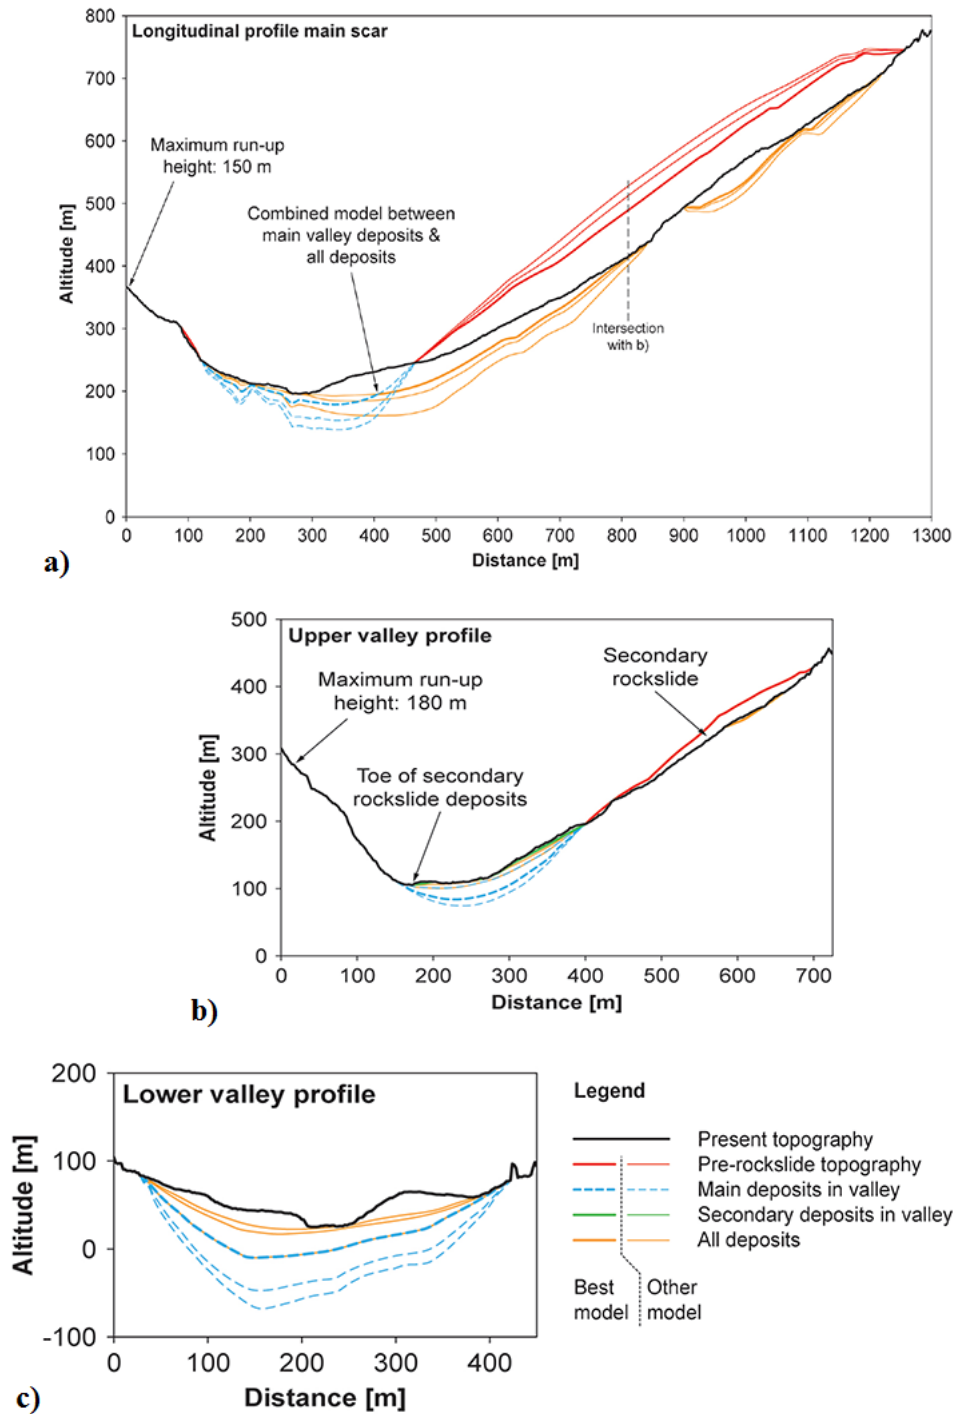 Longitudinal profile main scar
800
700
600
500
400
300
200
100
0
Altitude [m]
Maximum run-up
height: 150 m
Combined model between
main valley deposits &
all deposits
Intersection
with b)
0 100 200 300 400 500 600 700 800 900 1000 1100 1200 1300
Distance [m]
a)
Upper valley profile
500
400
300
200
100
0
Altitude [m]
Maximum run-up
height: 180 m
Secondary
rockslide
Toe of secondary
rockslide deposits
0 100 200 300 400 500 600 700
Distance [m]
b)
Lower valley profile
200
100
0
-100
Altitude [m]
0 100 200 300 400
Distance [m]
c)
Legend
Present topography
Pre-rockslide topography
Main deposits in valley
Secondary deposits in valley
All deposits
Best
model
Other
model